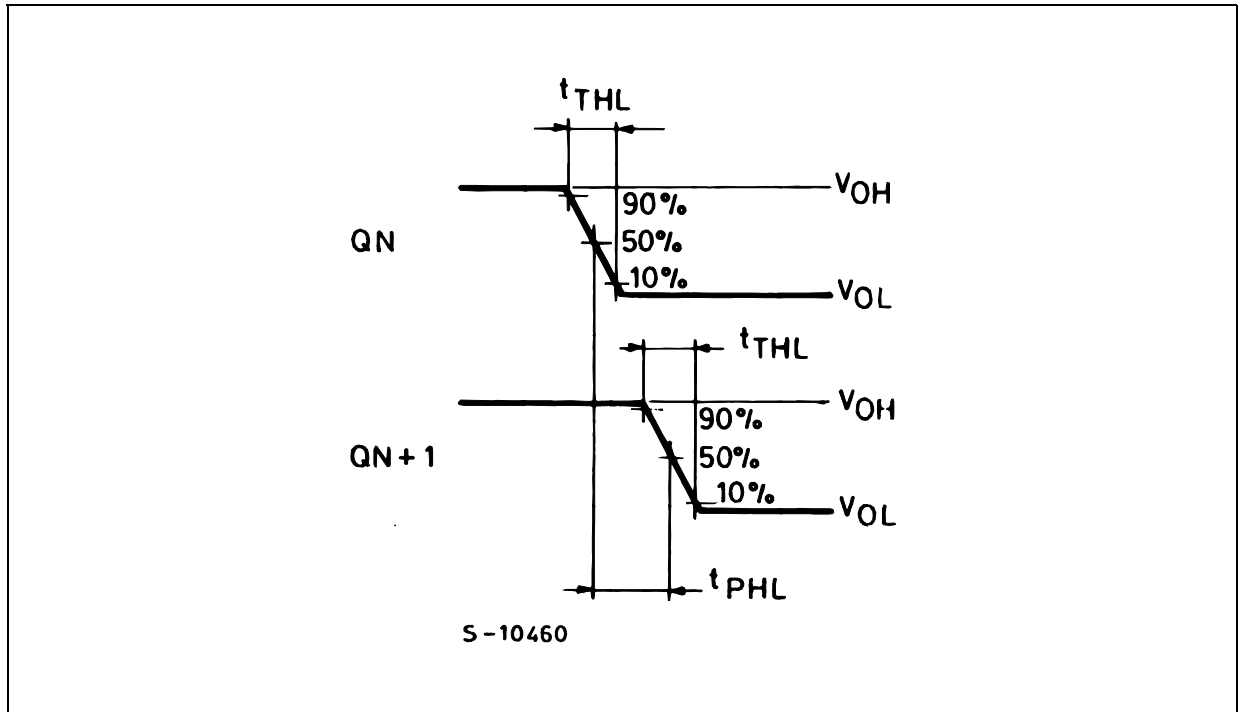 tTHL
VOH
90%
QN
50%
10%
VOL
tTHL
VOH
90%
QN+1
50%
10%
VOL
tPHL
S-10460